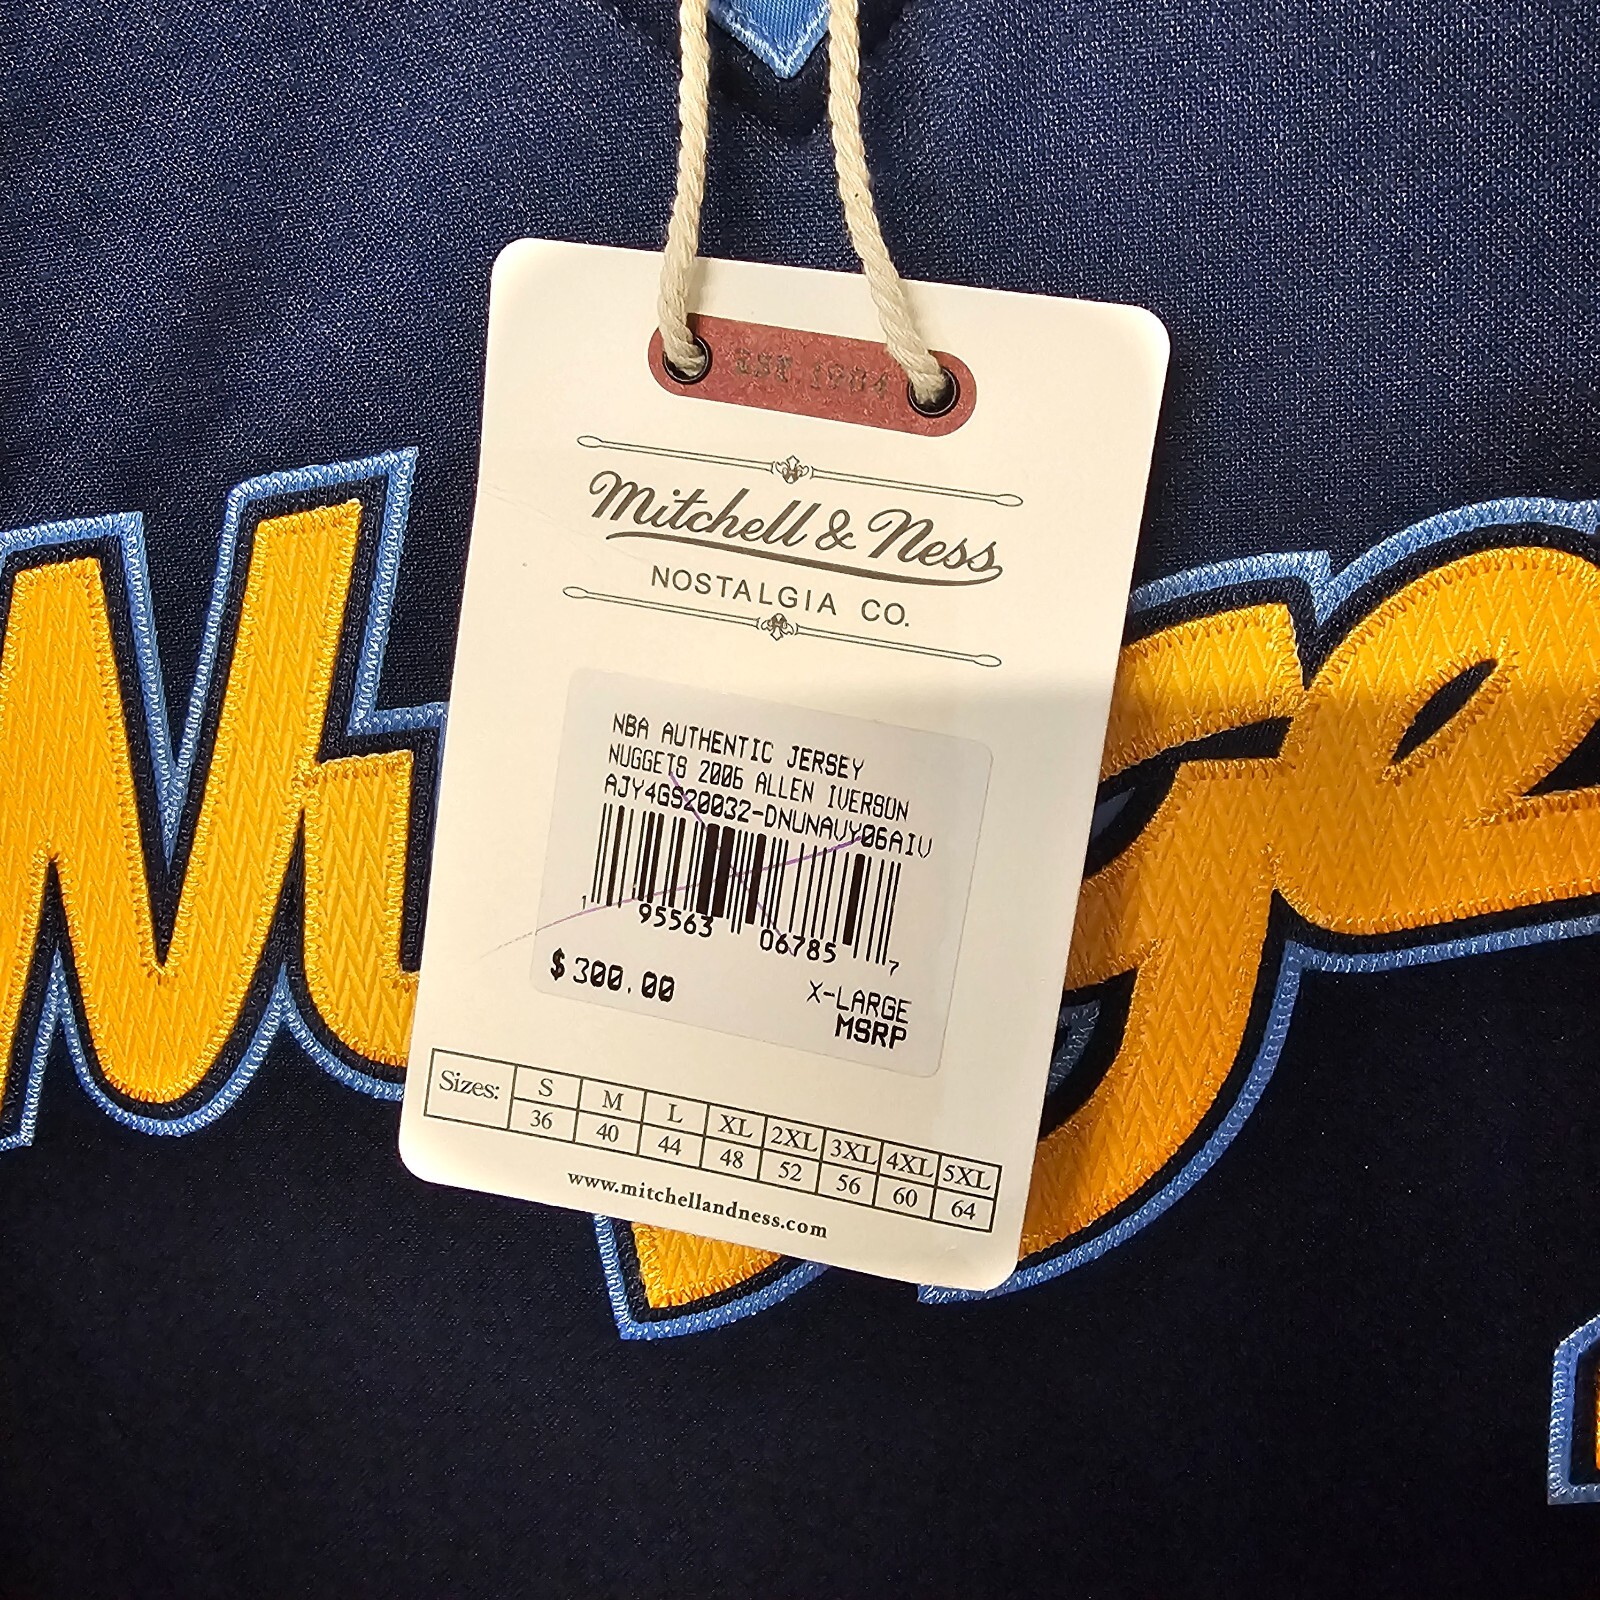 EST. 1904
Mitchell & Ness
NOSTALGIA CO.
NBA AUTHENTIC JERSEY
NUGGETS 2006 ALLEN IVERSON
AJY4GS20032-DNUNAVY06AIV
1 95563 06785 7
$300.00
X-LARGE
MSRP
Sizes: S M L XL 2XL 3XL 4XL 5XL
36 40 44 48 52 56 60 64
www.mitchellandness.com